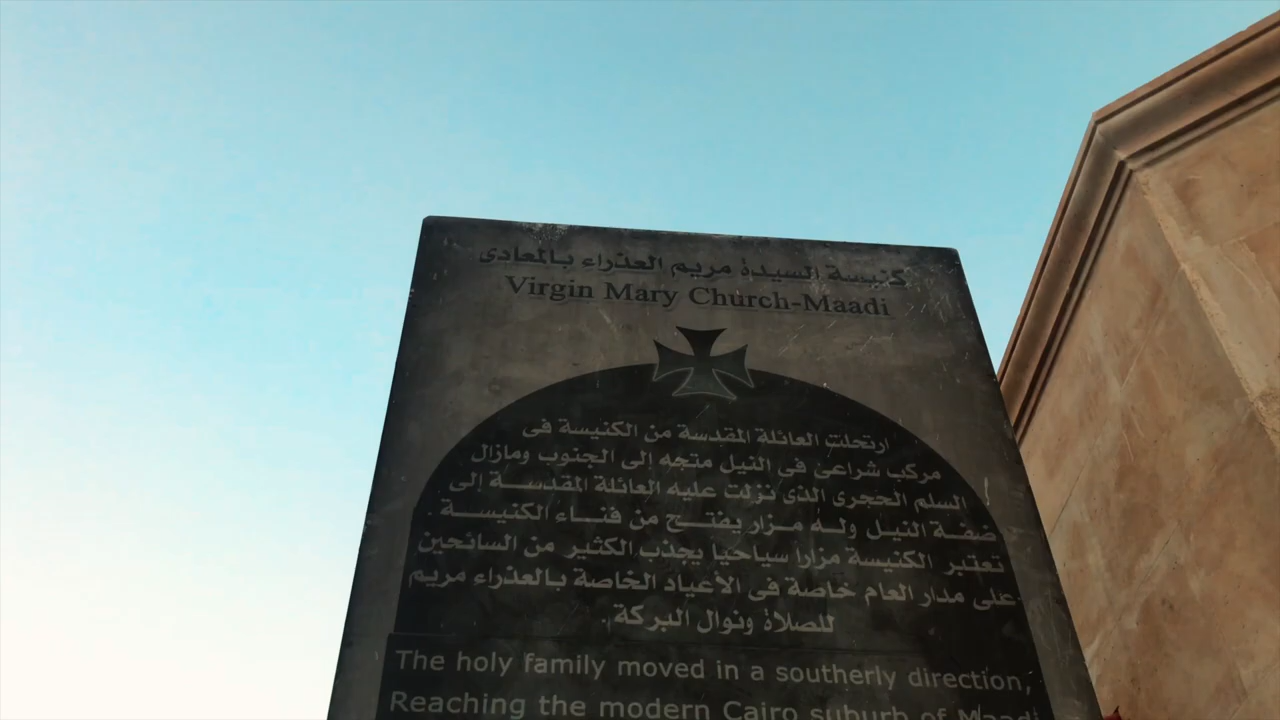 كنيسة السيدة مريم العذراء بالمعادى
Virgin Mary Church-Maadi
ارتحلت العائلة المقدسة من الكنيسة فى
مركب شراعى فى النيل متجه إلى الجنوب ومازال
السلم الحجرى الذى نزلت عليه العائلة المقدسة إلى
ضفة النيل وله مزار يفتح من فناء الكنيسة .
تعتبر الكنيسة مزارا سياحيا يجذب الكثير من السائحين
على مدار العام خاصة فى الأعياد الخاصة بالعذراء مريم
للصلاة ونوال البركة .
The holy family moved in a southerly direction,
Reaching the modern Cairo suburb of Maadi